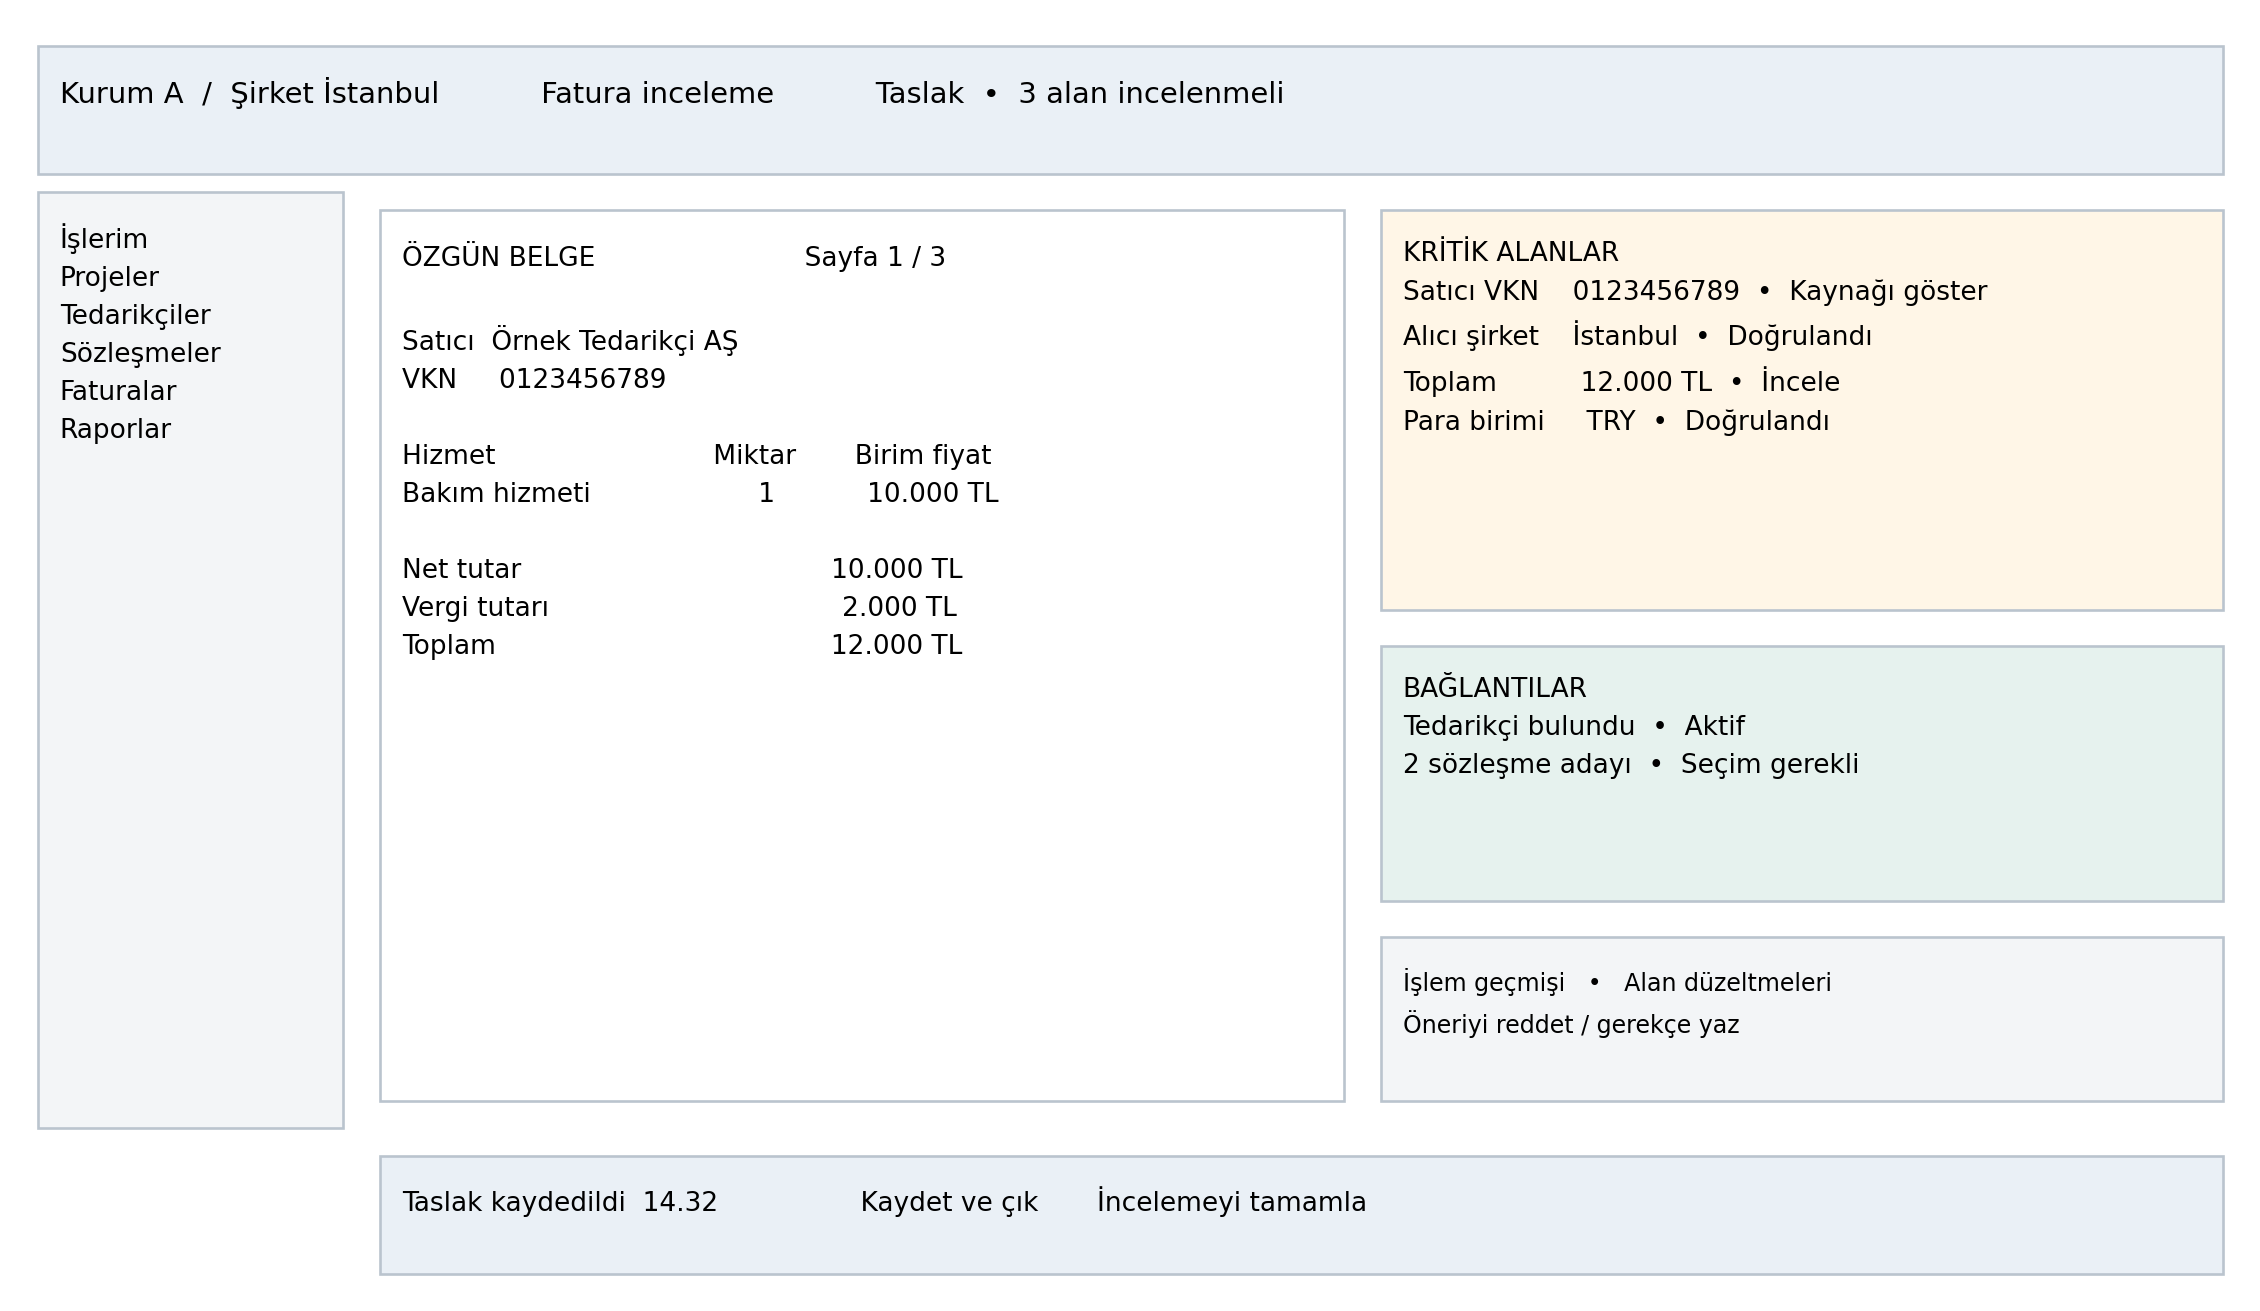 Kurum A / Şirket İstanbul Fatura inceleme Taslak • 3 alan incelenmeli
İşlerim
Projeler
Tedarikçiler
Sözleşmeler
Faturalar
Raporlar
ÖZGÜN BELGE Sayfa 1 / 3
Satıcı Örnek Tedarikçi AŞ
VKN 0123456789
Hizmet Miktar Birim fiyat
Bakım hizmeti 1 10.000 TL
Net tutar 10.000 TL
Vergi tutarı 2.000 TL
Toplam 12.000 TL
KRİTİK ALANLAR
Satıcı VKN 0123456789 • Kaynağı göster
Alıcı şirket İstanbul • Doğrulandı
Toplam 12.000 TL • İncele
Para birimi TRY • Doğrulandı
BAĞLANTILAR
Tedarikçi bulundu • Aktif
2 sözleşme adayı • Seçim gerekli
İşlem geçmişi • Alan düzeltmeleri
Öneriyi reddet / gerekçe yaz
Taslak kaydedildi 14.32 Kaydet ve çık İncelemeyi tamamla